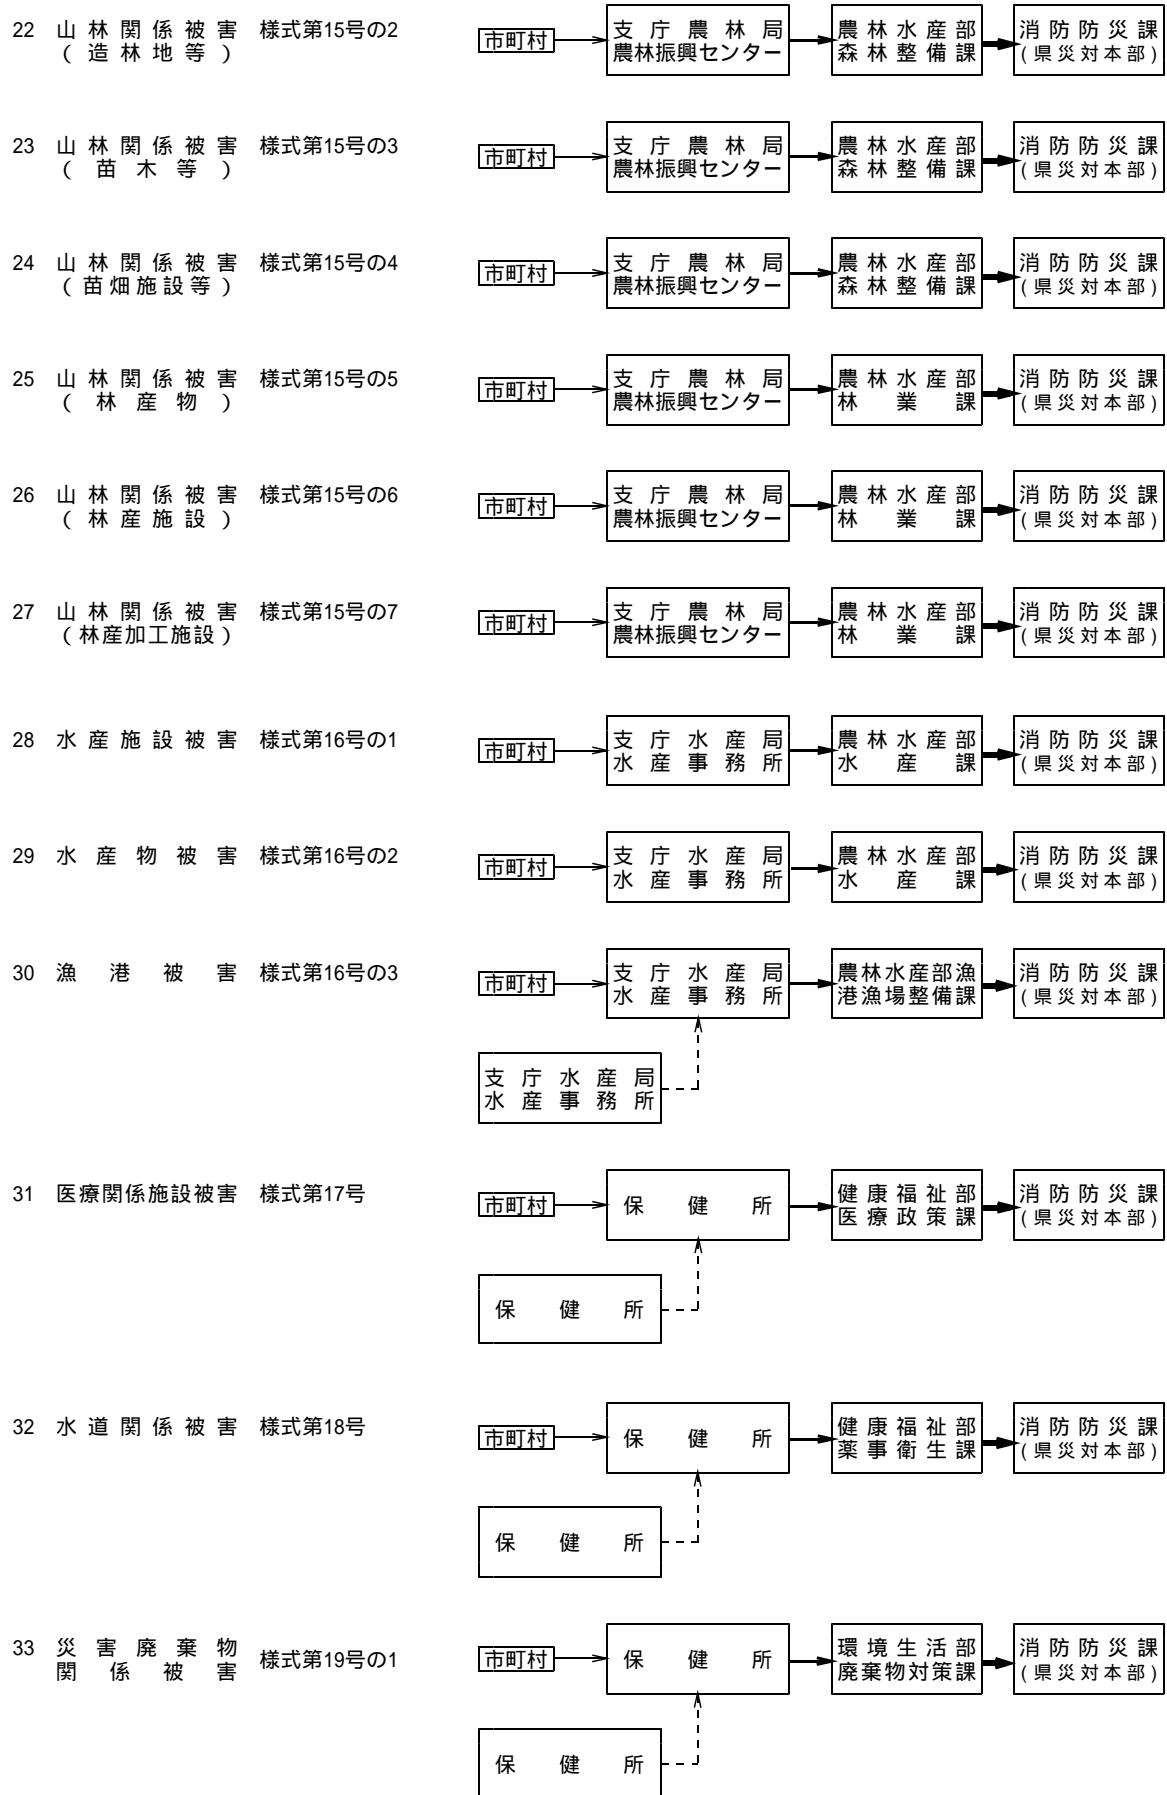 22 山林関係被害 様式第15号の2 市町村 支庁農林局 農林水産部 消防防災課
(造林地等) 農林振興センター 森林整備課 (県災対本部)
23 山林関係被害 様式第15号の3 市町村 支庁農林局 農林水産部 消防防災課
(苗木等) 農林振興センター 森林整備課 (県災対本部)
24 山林関係被害 様式第15号の4 市町村 支庁農林局 農林水産部 消防防災課
(苗畑施設等) 農林振興センター 森林整備課 (県災対本部)
25 山林関係被害 様式第15号の5 市町村 支庁農林局 農林水産部 消防防災課
(林産物) 農林振興センター 林業課 (県災対本部)
26 山林関係被害 様式第15号の6 市町村 支庁農林局 農林水産部 消防防災課
(林産施設) 農林振興センター 林業課 (県災対本部)
27 山林関係被害 様式第15号の7 市町村 支庁農林局 農林水産部 消防防災課
(林産加工施設) 農林振興センター 林業課 (県災対本部)
28 水産施設被害 様式第16号の1 市町村 支庁水産局 農林水産部 消防防災課
水産事務所 水産課 (県災対本部)
29 水産物被害 様式第16号の2 市町村 支庁水産局 農林水産部 消防防災課
水産事務所 水産課 (県災対本部)
30 漁港被害 様式第16号の3 市町村 支庁水産局 農林水産部漁 消防防災課
水産事務所 港漁場整備課 (県災対本部)
支庁水産局
水産事務所
31 医療関係施設被害 様式第17号 市町村 保健所 健康福祉部 消防防災課
医療政策課 (県災対本部)
保健所
32 水道関係被害 様式第18号 市町村 保健所 健康福祉部 消防防災課
薬事衛生課 (県災対本部)
保健所
33 災害廃棄物 様式第19号の1 市町村 保健所 環境生活部 消防防災課
関係被害 廃棄物対策課 (県災対本部)
保健所